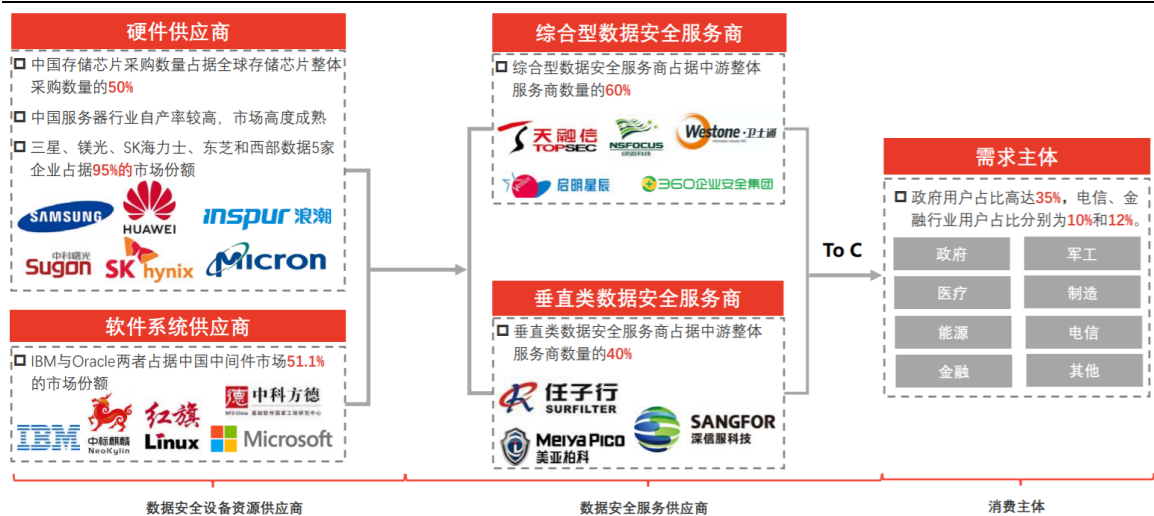 硬件供应商
中国存储芯片采购数量占据全球存储芯片整体
采购数量的50%
中国服务器行业自产率较高，市场高度成熟
三星、镁光、SK海力士、东芝和西部数据5家
企业占据95%的市场份额
SAMSUNG
HUAWEI
inspur 浪潮
中科曙光
Sugon
SK hynix
Micron
软件系统供应商
IBM与Oracle两者占据中国中间件市场51.1%
的市场份额
IBM
中标麒麟
NeoKylin
红旗
Linux
德 中科方德
NFS-China 基础软件国家工程研究中心
Microsoft
数据安全设备资源供应商
综合型数据安全服务商
综合型数据安全服务商占据中游整体
服务商数量的60%
天融信
TOPSEC
NSFOCUS
绿盟科技
Westone·卫士通
Venus
启明星辰
360企业安全集团
垂直类数据安全服务商
垂直类数据安全服务商占据中游整体
服务商数量的40%
任子行
SURFILTER
MeiyaPico
美亚柏科
SANGFOR
深信服科技
数据安全服务供应商
To C
需求主体
政府用户占比高达35%，电信、金
融行业用户占比分别为10%和12%。
政府
军工
医疗
制造
能源
电信
金融
其他
消费主体